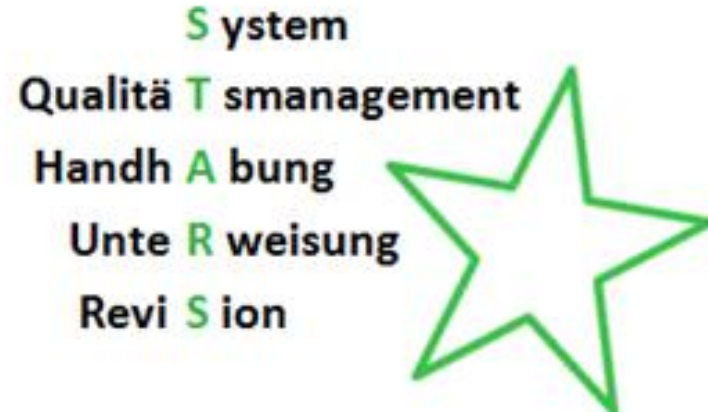 S ystem
Qualitä T smanagement
Handh A bung
Unte R weisung
Revi S ion